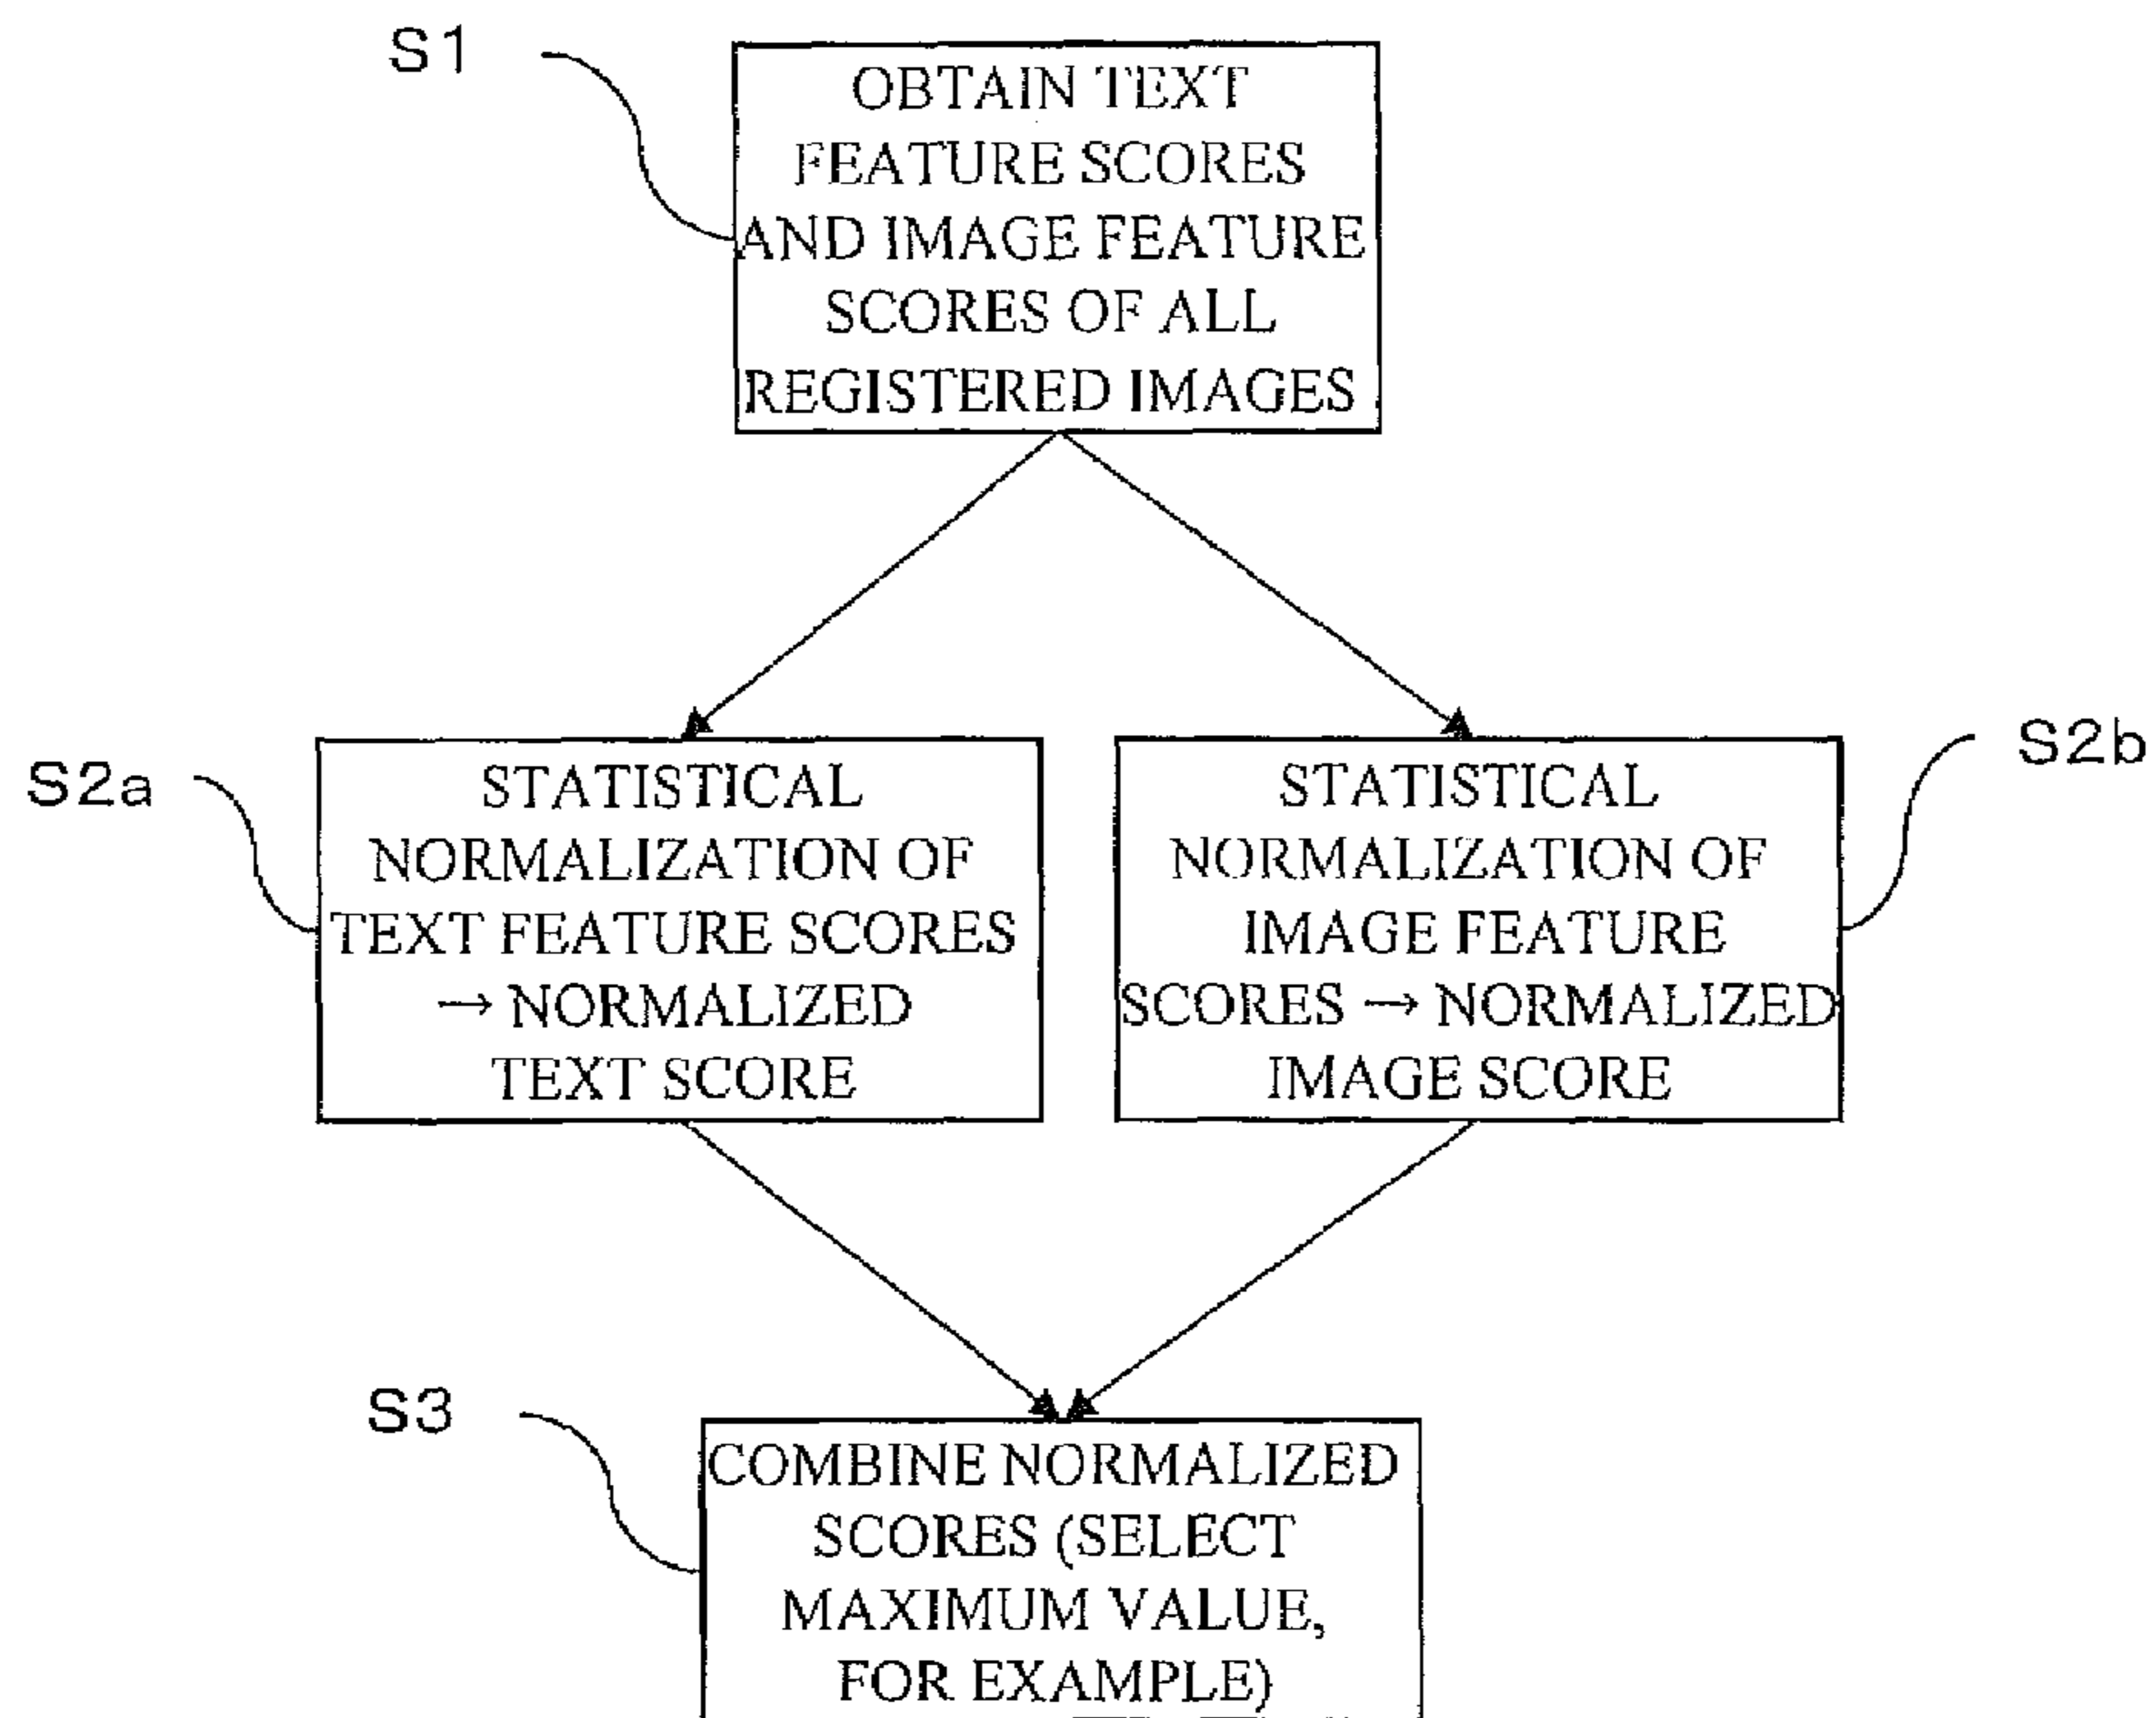 S1
OBTAIN TEXT
FEATURE SCORES
AND IMAGE FEATURE
SCORES OF ALL
REGISTERED IMAGES
S2a
STATISTICAL
NORMALIZATION OF
TEXT FEATURE SCORES
→ NORMALIZED
TEXT SCORE
S2b
STATISTICAL
NORMALIZATION OF
IMAGE FEATURE
SCORES → NORMALIZED
IMAGE SCORE
S3
COMBINE NORMALIZED
SCORES (SELECT
MAXIMUM VALUE,
FOR EXAMPLE)